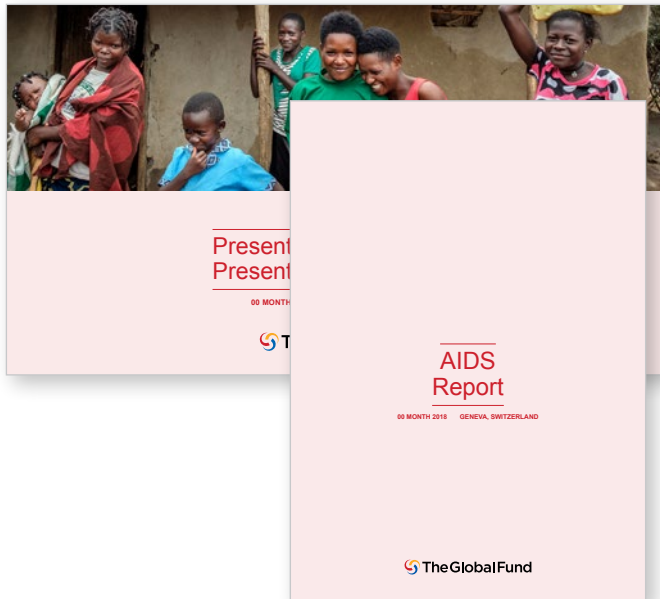 Present
Present
00 MONTH
T
AIDS
Report
00 MONTH 2018 GENEVA, SWITZERLAND
TheGlobalFund